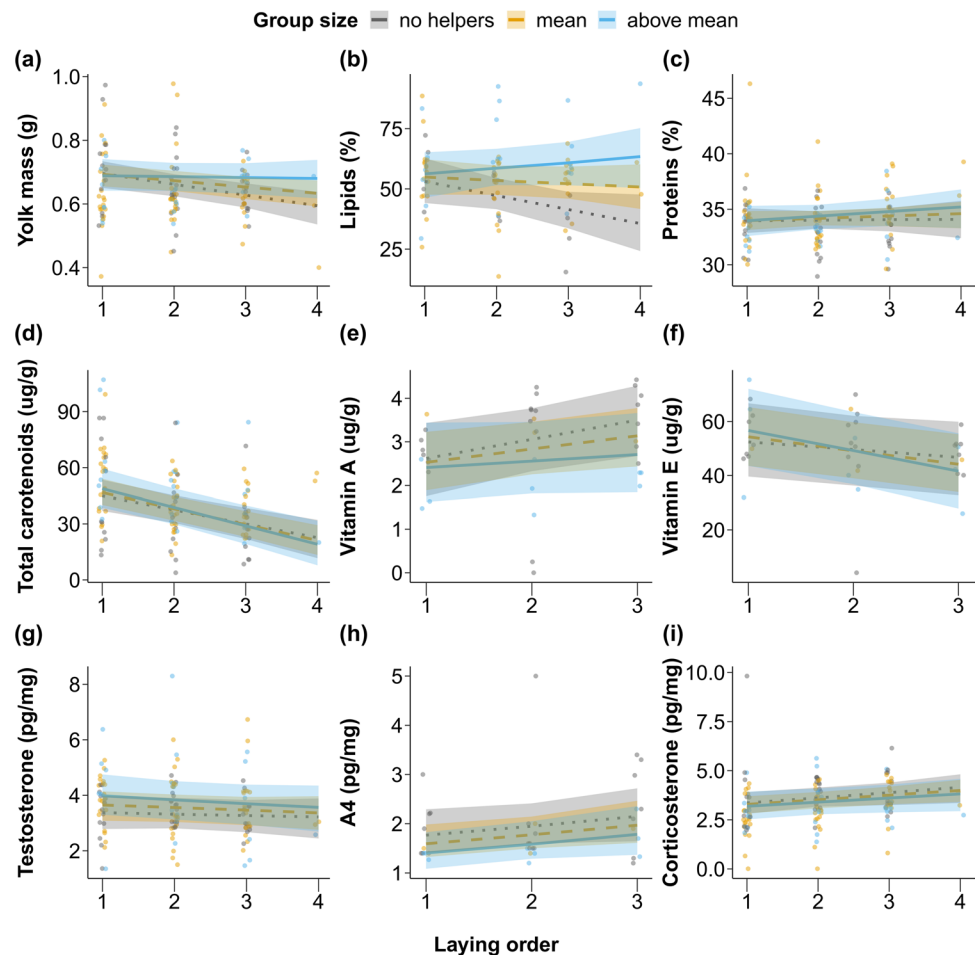 Group size no helpers mean above mean
(a) (b) (c)
Yolk mass (g)
1.0
0.8
0.6
0.4
1 2 3 4
Lipids (%)
75
50
25
1 2 3 4
Proteins (%)
45
40
35
30
1 2 3 4
(d) (e) (f)
Total carotenoids (ug/g)
90
60
30
0
1 2 3 4
Vitamin A (ug/g)
4
3
2
1
0
1 2 3
Vitamin E (ug/g)
60
40
20
1 2 3
(g) (h) (i)
Testosterone (pg/mg)
8
6
4
2
1 2 3 4
A4 (pg/mg)
5
4
3
2
1
1 2 3
Corticosterone (pg/mg)
10.0
7.5
5.0
2.5
0.0
1 2 3 4
Laying order